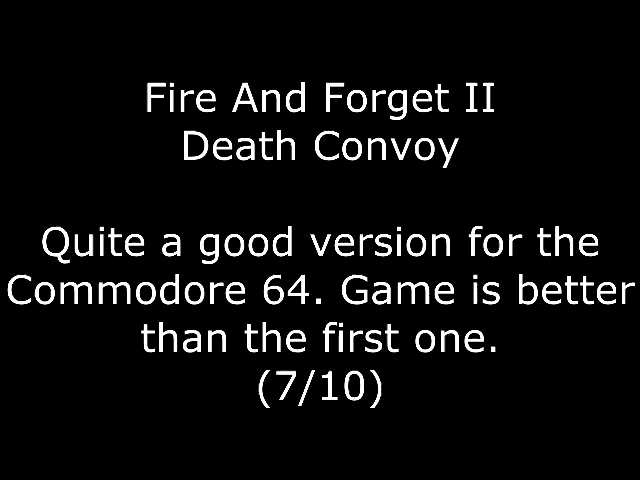 Fire And Forget II
Death Convoy
Quite a good version for the
Commodore 64. Game is better
than the first one.
(7/10)